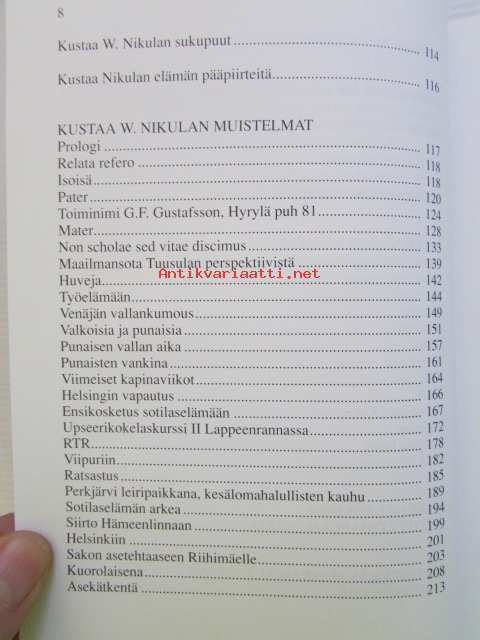 8
Kustaa W. Nikulan sukupuut 114
Kustaa Nikulan elämän pääpiirteitä 116
KUSTAA W. NIKULAN MUISTELMAT
Prologi 117
Relata refero 118
Isoisä 118
Pater 120
Toiminimi G.F. Gustafsson, Hyrylä puh 81 124
Mater 128
Non scholae sed vitae discimus 133
Maailmansota Tuusulan perspektiivistä 139
Antikvariaatti.net
Huveja 142
Työelämään 144
Venäjän vallankumous 149
Valkoisia ja punaisia 151
Punaisen vallan aika 157
Punaisten vankina 161
Viimeiset kapinaviikot 164
Helsingin vapautus 166
Ensikosketus sotilaselämään 167
Upseerikokelaskurssi II Lappeenrannassa 172
RTR 178
Viipuriin 182
Ratsastus 185
Perkjärvi leiripaikkana, kesälomahalullisten kauhu 189
Sotilaselämän arkea 194
Siirto Hämeenlinnaan 199
Helsinkiin 201
Sakon asetehtaaseen Riihimäelle 203
Kuorolaisena 208
Asekätkentä 213